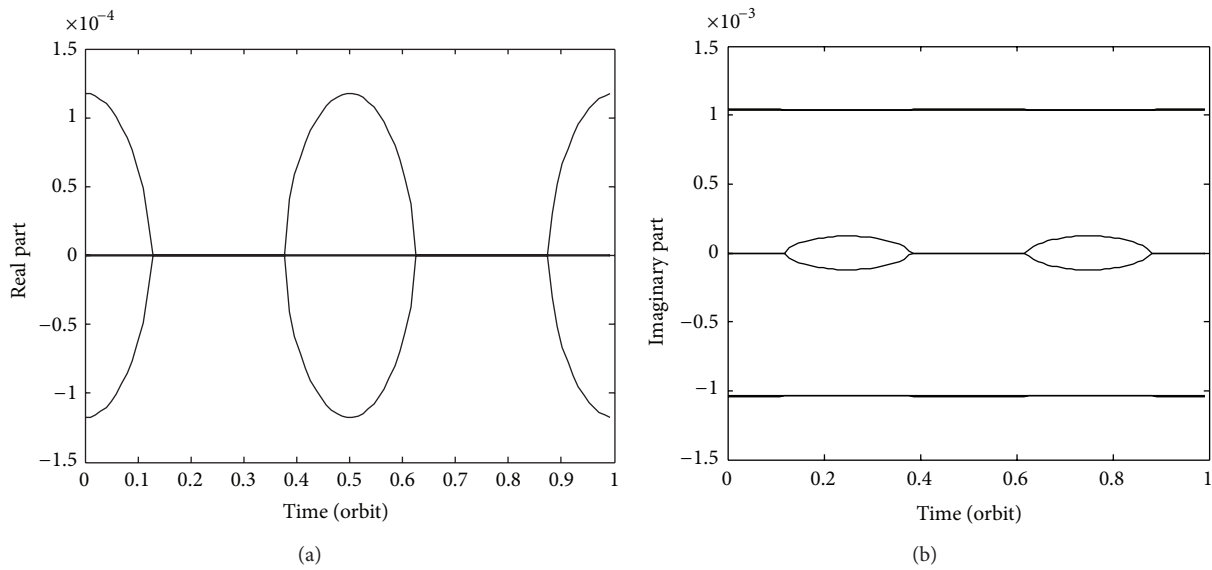 ×10⁻⁴
1.5
1
0.5
0
−0.5
−1
−1.5
Real part
0 0.1 0.2 0.3 0.4 0.5 0.6 0.7 0.8 0.9 1
Time (orbit)
(a)
×10⁻³
1.5
1
0.5
0
−0.5
−1
−1.5
Imaginary part
0 0.2 0.4 0.6 0.8 1
Time (orbit)
(b)